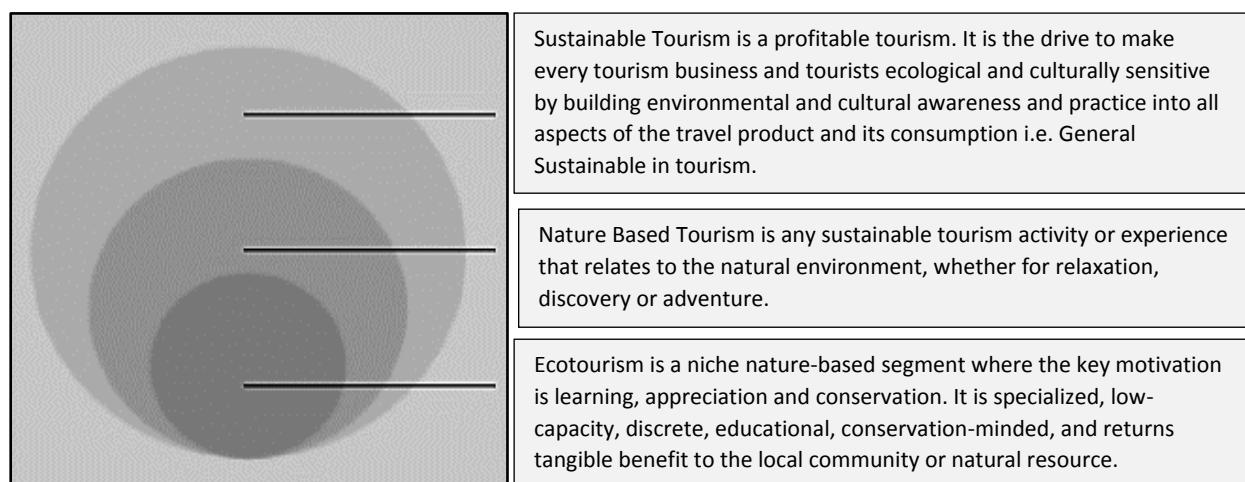 Sustainable Tourism is a profitable tourism. It is the drive to make
every tourism business and tourists ecological and culturally sensitive
by building environmental and cultural awareness and practice into all
aspects of the travel product and its consumption i.e. General
Sustainable in tourism.
Nature Based Tourism is any sustainable tourism activity or experience
that relates to the natural environment, whether for relaxation,
discovery or adventure.
Ecotourism is a niche nature-based segment where the key motivation
is learning, appreciation and conservation. It is specialized, low-
capacity, discrete, educational, conservation-minded, and returns
tangible benefit to the local community or natural resource.